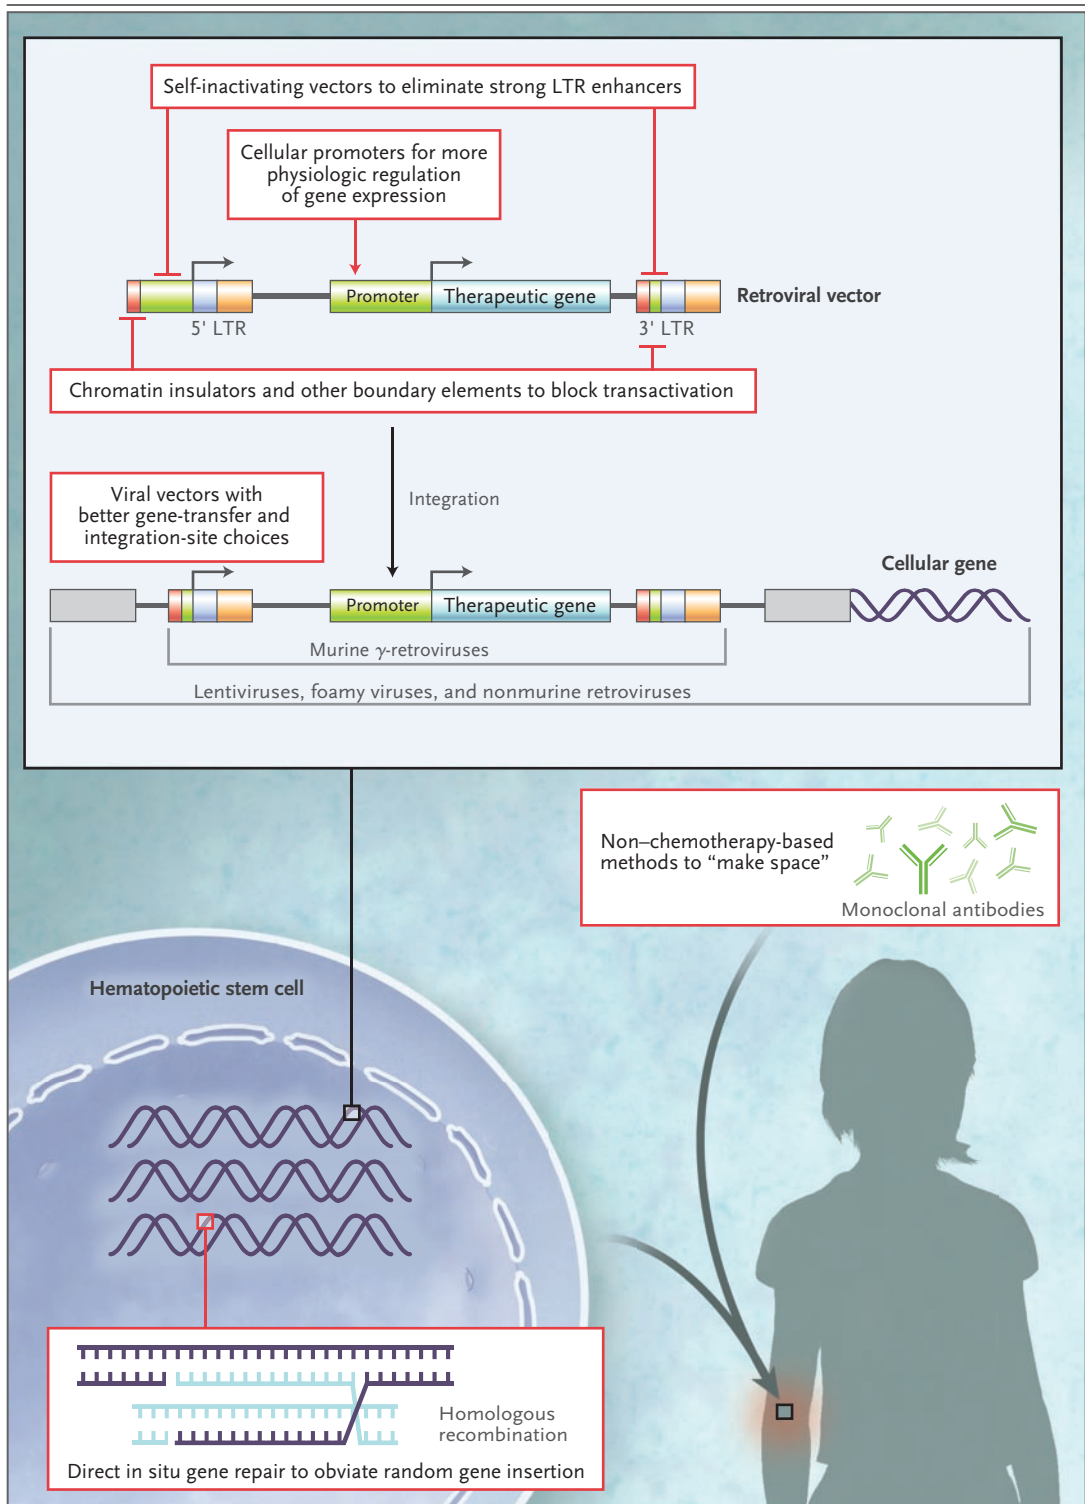 Self-inactivating vectors to eliminate strong LTR enhancers
Cellular promoters for more
physiologic regulation
of gene expression
Promoter
Therapeutic gene
Retroviral vector
5' LTR
3' LTR
Chromatin insulators and other boundary elements to block transactivation
Viral vectors with
better gene-transfer and
integration-site choices
Integration
Cellular gene
Promoter
Therapeutic gene
Murine γ-retroviruses
Lentiviruses, foamy viruses, and nonmurine retroviruses
Non–chemotherapy-based
methods to “make space”
Monoclonal antibodies
Hematopoietic stem cell
Homologous
recombination
Direct in situ gene repair to obviate random gene insertion